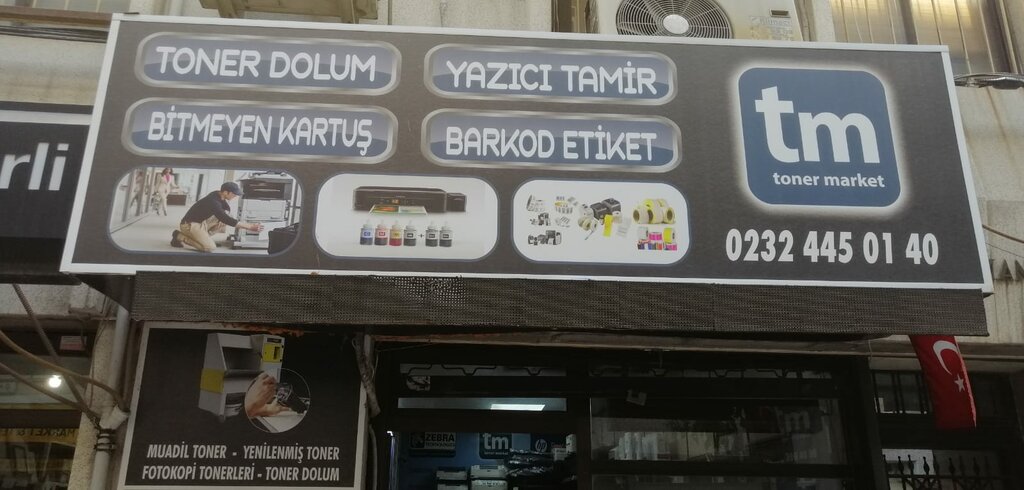 TONER DOLUM
YAZICI TAMİR
BİTMEYEN KARTUŞ
BARKOD ETİKET
tm
toner market
0232 445 01 40
rli
MUADİL TONER - YENİLENMİŞ TONER
FOTOKOPİ TONERLERİ - TONER DOLUM
ZEBRA
tm
hp